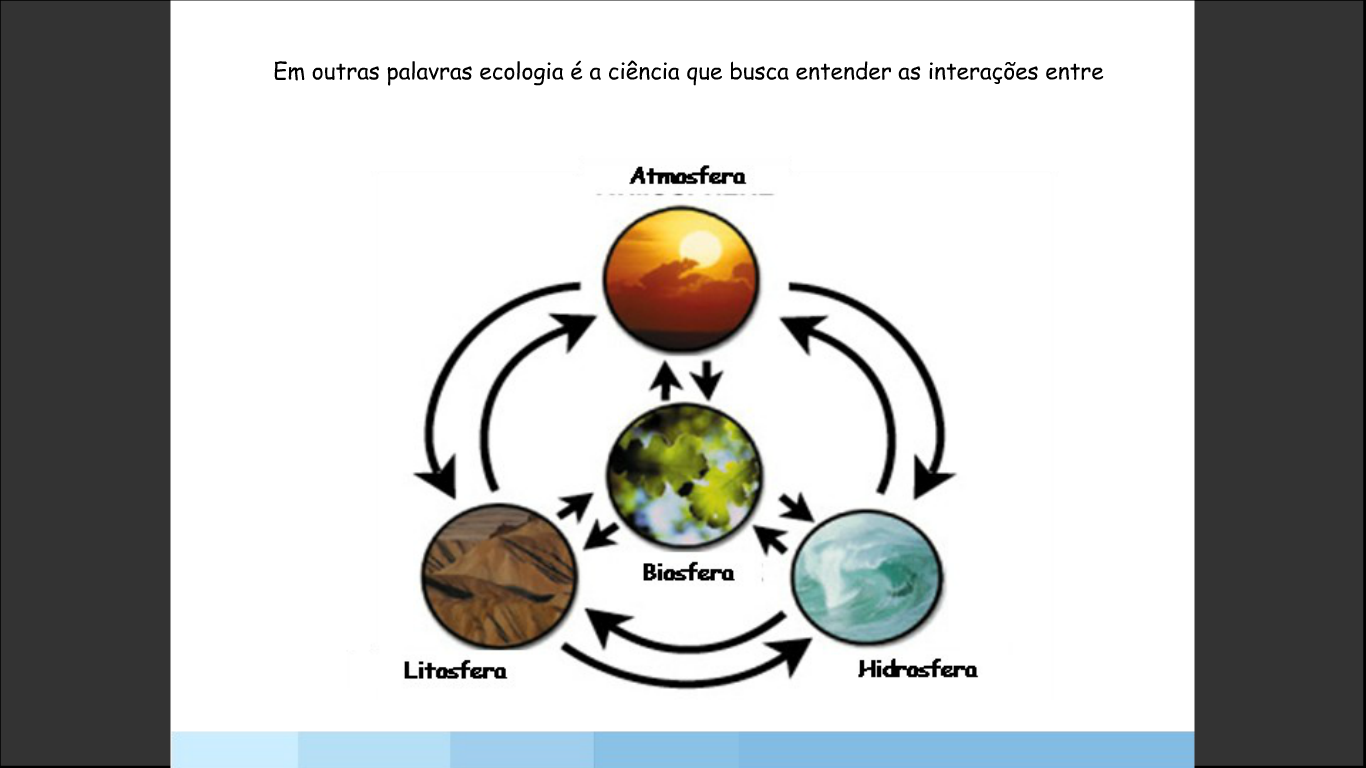 Em outras palavras ecologia é a ciência que busca entender as interações entre
Atmosfera
Biosfera
Litosfera
Hidrosfera